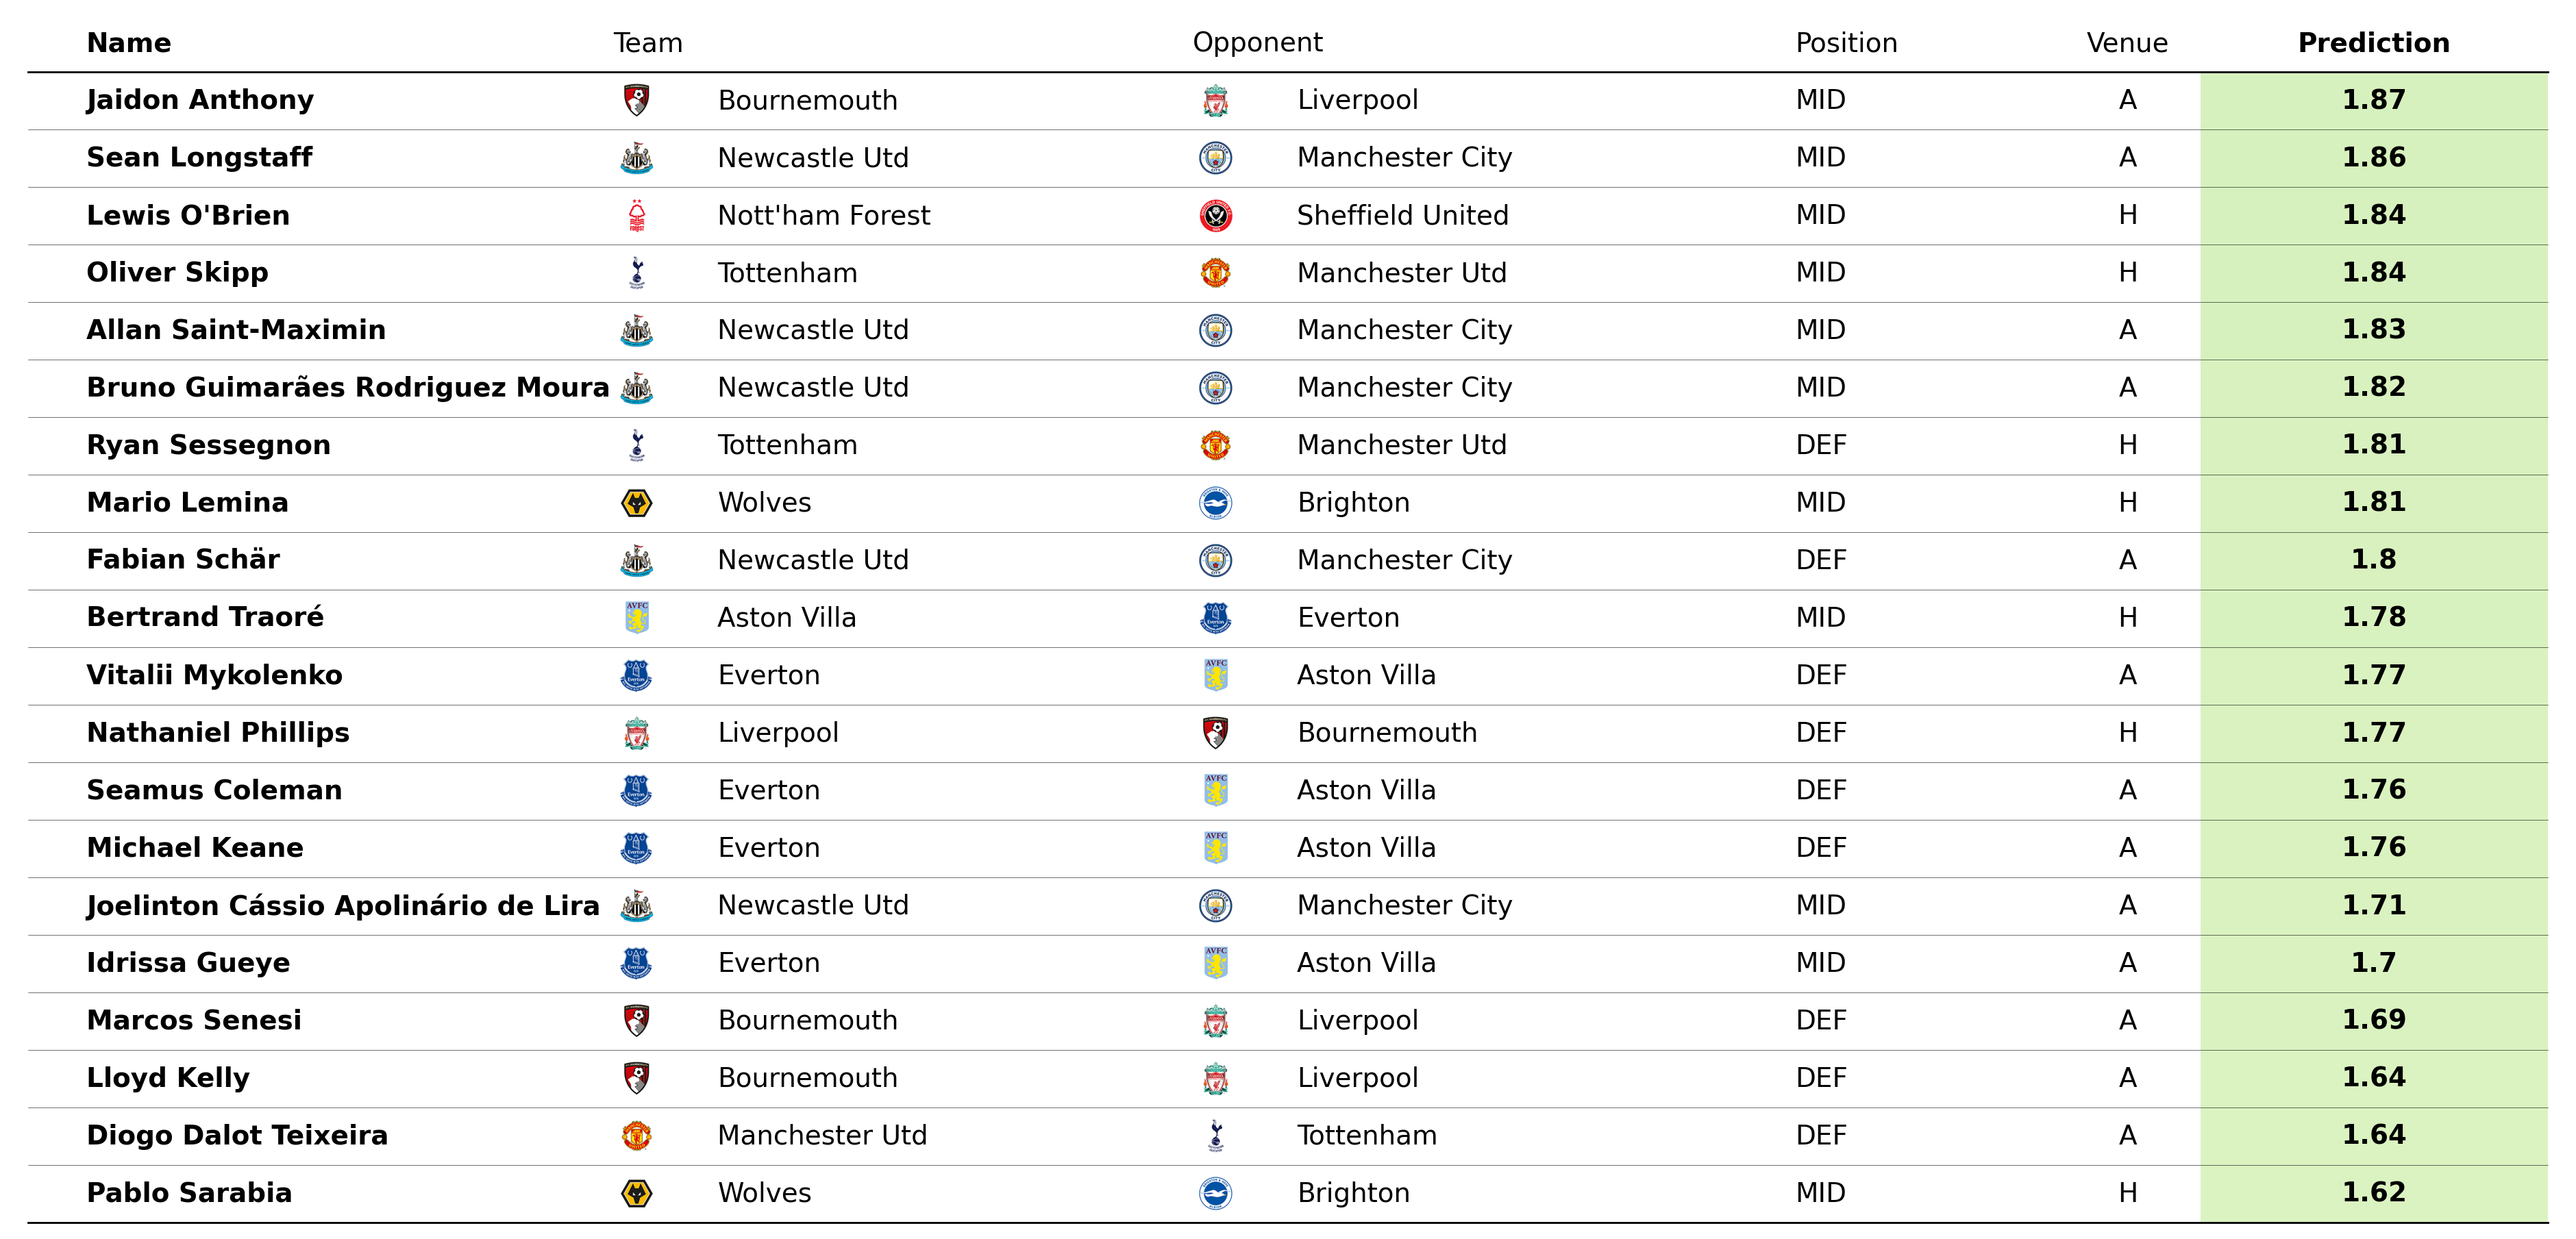 Name Team Opponent Position Venue Prediction
Jaidon Anthony Bournemouth Liverpool MID A 1.87
Sean Longstaff Newcastle Utd Manchester City MID A 1.86
Lewis O'Brien Nott'ham Forest Sheffield United MID H 1.84
Oliver Skipp Tottenham Manchester Utd MID H 1.84
Allan Saint-Maximin Newcastle Utd Manchester City MID A 1.83
Bruno Guimarães Rodriguez Moura Newcastle Utd Manchester City MID A 1.82
Ryan Sessegnon Tottenham Manchester Utd DEF H 1.81
Mario Lemina Wolves Brighton MID H 1.81
Fabian Schär Newcastle Utd Manchester City DEF A 1.8
Bertrand Traoré Aston Villa Everton MID H 1.78
Vitalii Mykolenko Everton Aston Villa DEF A 1.77
Nathaniel Phillips Liverpool Bournemouth DEF H 1.77
Seamus Coleman Everton Aston Villa DEF A 1.76
Michael Keane Everton Aston Villa DEF A 1.76
Joelinton Cássio Apolinário de Lira Newcastle Utd Manchester City MID A 1.71
Idrissa Gueye Everton Aston Villa MID A 1.7
Marcos Senesi Bournemouth Liverpool DEF A 1.69
Lloyd Kelly Bournemouth Liverpool DEF A 1.64
Diogo Dalot Teixeira Manchester Utd Tottenham DEF A 1.64
Pablo Sarabia Wolves Brighton MID H 1.62